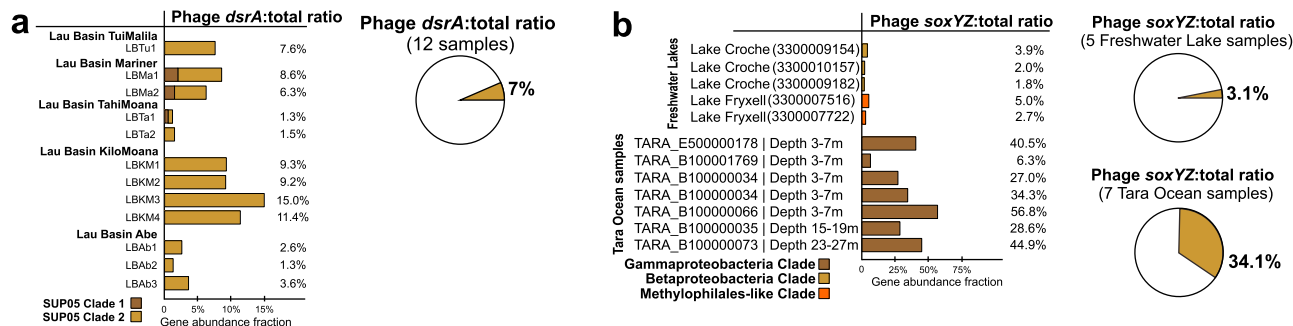 a
Phage dsrA:total ratio
Lau Basin TuiMalila
LBTu1 7.6%
Lau Basin Mariner
LBMa1 8.6%
LBMa2 6.3%
Lau Basin TahiMoana
LBTa1 1.3%
LBTa2 1.5%
Lau Basin KiloMoana
LBKM1 9.3%
LBKM2 9.2%
LBKM3 15.0%
LBKM4 11.4%
Lau Basin Abe
LBAb1 2.6%
LBAb2 1.3%
LBAb3 3.6%
SUP05 Clade 1
SUP05 Clade 2
0 5% 10% 15%
Gene abundance fraction
Phage dsrA:total ratio
(12 samples)
7%
b
Phage soxYZ:total ratio
Freshwater Lakes
Lake Croche (3300009154) 3.9%
Lake Croche (3300010157) 2.0%
Lake Croche (3300009182) 1.8%
Lake Fryxell (3300007516) 5.0%
Lake Fryxell (3300007722) 2.7%
Tara Ocean samples
TARA_E500000178 | Depth 3-7m 40.5%
TARA_B100001769 | Depth 3-7m 6.3%
TARA_B100000034 | Depth 3-7m 27.0%
TARA_B100000034 | Depth 3-7m 34.3%
TARA_B100000066 | Depth 3-7m 56.8%
TARA_B100000035 | Depth 15-19m 28.6%
TARA_B100000073 | Depth 23-27m 44.9%
Gammaproteobacteria Clade
Betaproteobacteria Clade
Methylophilales-like Clade
0 25% 50% 75%
Gene abundance fraction
Phage soxYZ:total ratio
(5 Freshwater Lake samples)
3.1%
Phage soxYZ:total ratio
(7 Tara Ocean samples)
34.1%